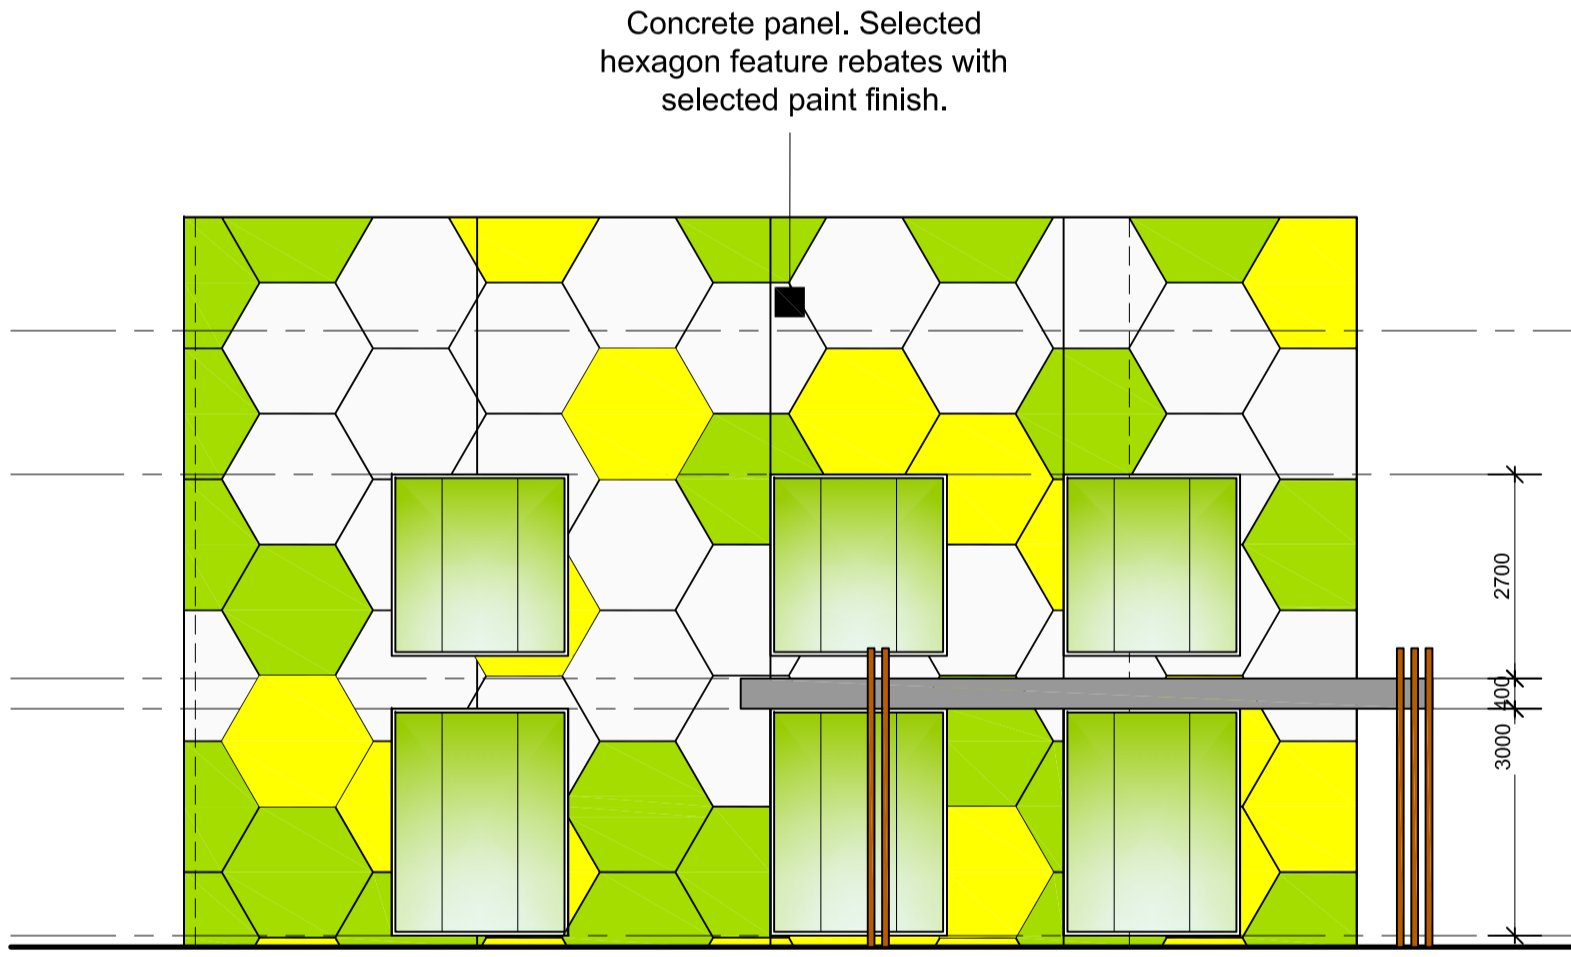 Concrete panel. Selected
hexagon feature rebates with
selected paint finish.
2700
400
3000